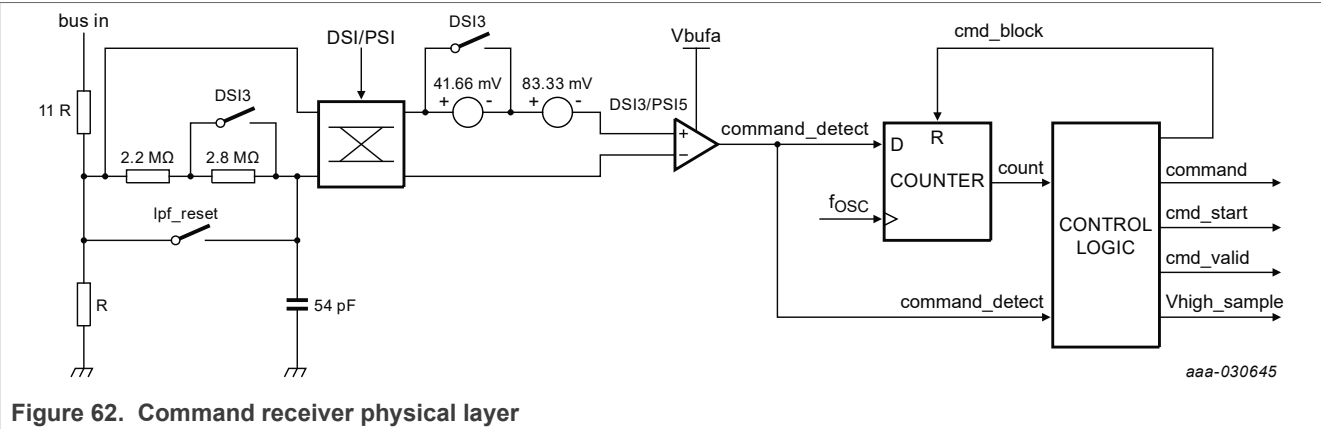 bus in
DSI/PSI
DSI3
Vbufa
cmd_block
41.66 mV
83.33 mV
+ -
+ -
DSI3
11 R
DSI3/PSI5
+
−
command_detect
D
R
COUNTER
count
command
2.2 MΩ
2.8 MΩ
lpf_reset
fOSC
CONTROL
LOGIC
cmd_start
cmd_valid
R
54 pF
command_detect
Vhigh_sample
aaa-030645
Figure 62. Command receiver physical layer